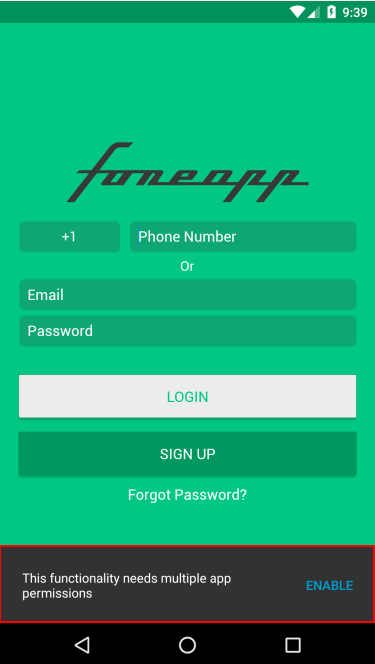 9:39
foneapp
+1
Phone Number
Or
Email
Password
LOGIN
SIGN UP
Forgot Password?
This functionality needs multiple app
permissions
ENABLE